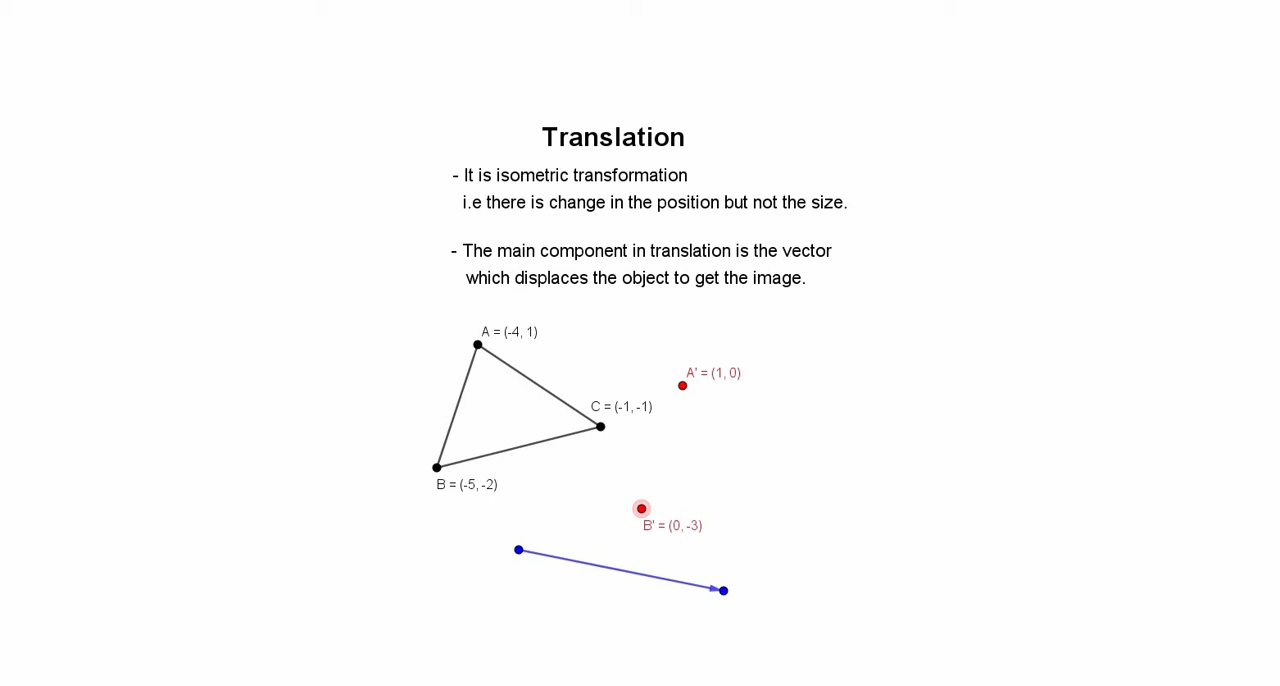 Translation
- It is isometric transformation
i.e there is change in the position but not the size.
- The main component in translation is the vector
which displaces the object to get the image.
A = (-4, 1)
A' = (1, 0)
C = (-1, -1)
B = (-5, -2)
B' = (0, -3)